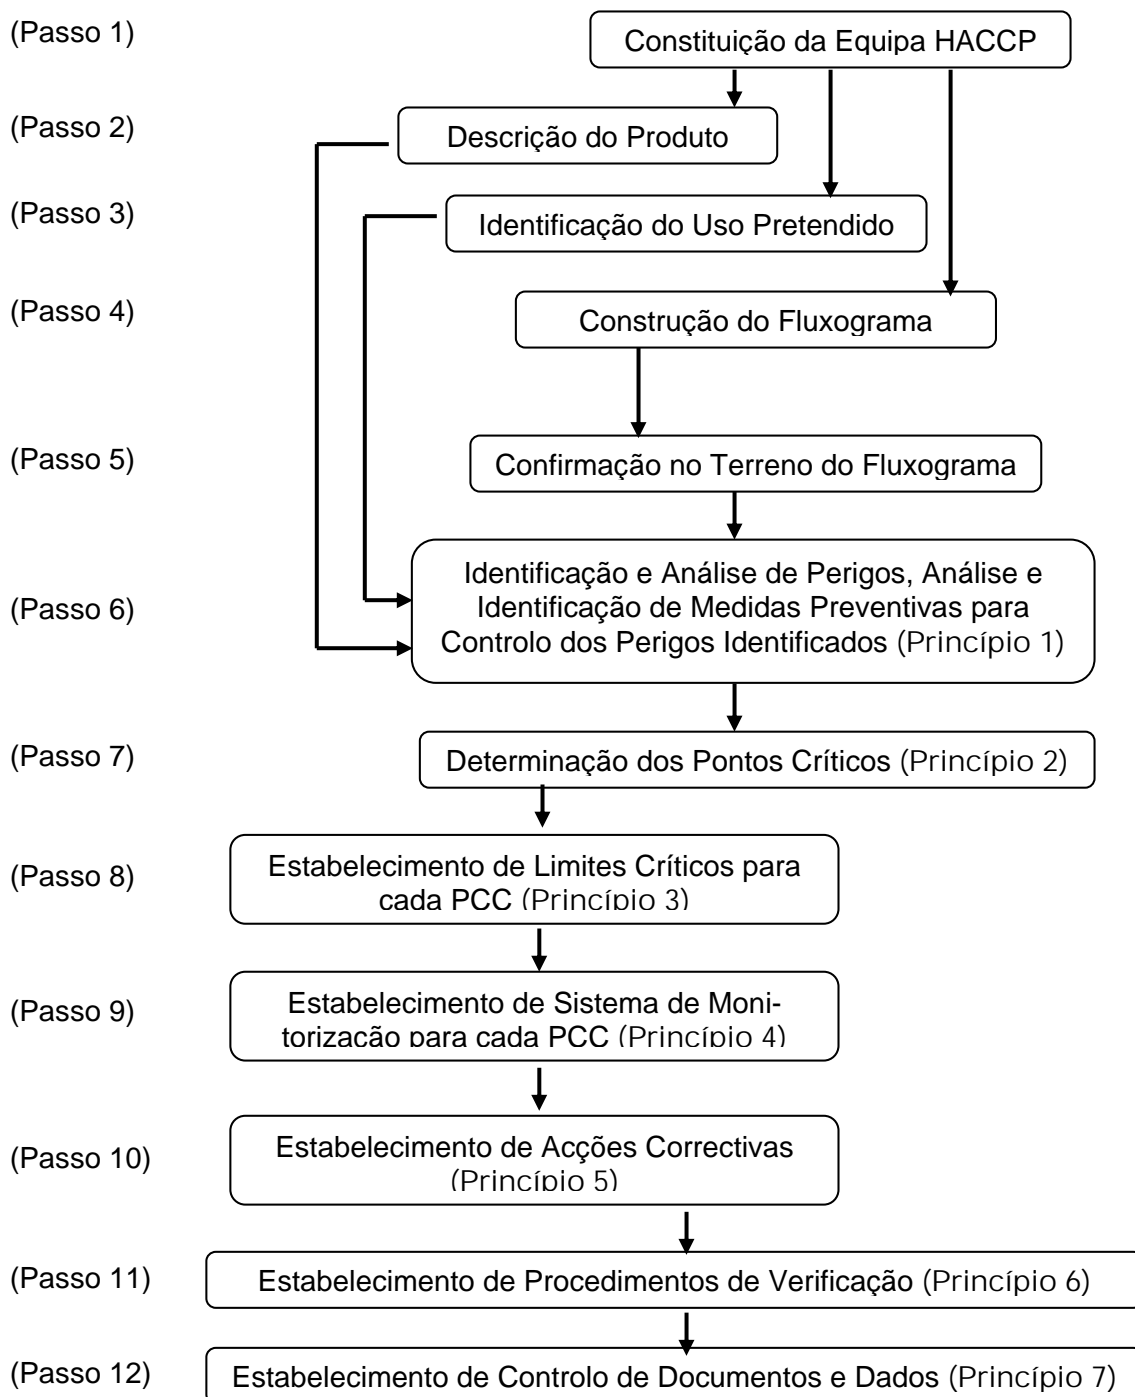 (Passo 1)
Constituição da Equipa HACCP
(Passo 2)
Descrição do Produto
(Passo 3)
Identificação do Uso Pretendido
(Passo 4)
Construção do Fluxograma
(Passo 5)
Confirmação no Terreno do Fluxograma
(Passo 6)
Identificação e Análise de Perigos, Análise e
Identificação de Medidas Preventivas para
Controlo dos Perigos Identificados (Princípio 1)
(Passo 7)
Determinação dos Pontos Críticos (Princípio 2)
(Passo 8)
Estabelecimento de Limites Críticos para
cada PCC (Princípio 3)
(Passo 9)
Estabelecimento de Sistema de Moni-
torização para cada PCC (Princípio 4)
(Passo 10)
Estabelecimento de Acções Correctivas
(Princípio 5)
(Passo 11)
Estabelecimento de Procedimentos de Verificação (Princípio 6)
(Passo 12)
Estabelecimento de Controlo de Documentos e Dados (Princípio 7)